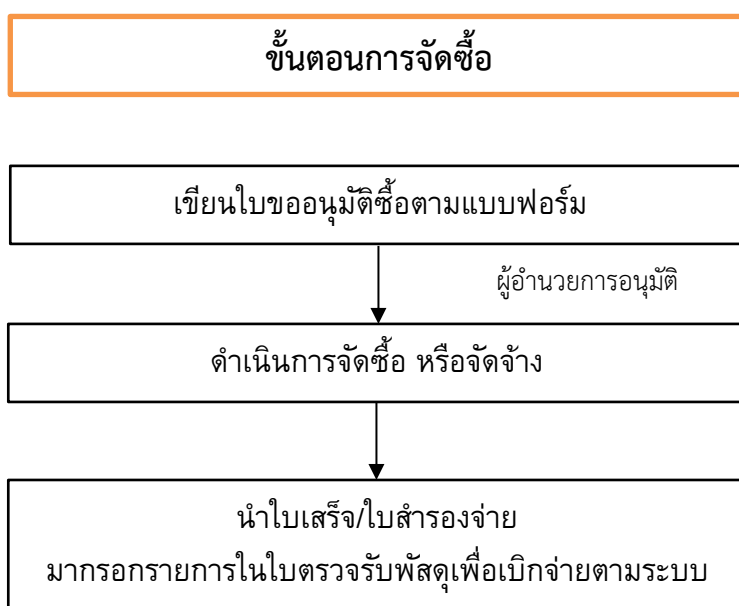 ขั้นตอนการจัดซื้อ
เขียนใบขออนุมัติซื้อตามแบบฟอร์ม
ผู้อำนวยการอนุมัติ
ดำเนินการจัดซื้อ หรือจัดจ้าง
นำใบเสร็จ/ใบสำรองจ่าย
มากรอกรายการในใบตรวจรับพัสดุเพื่อเบิกจ่ายตามระบบ